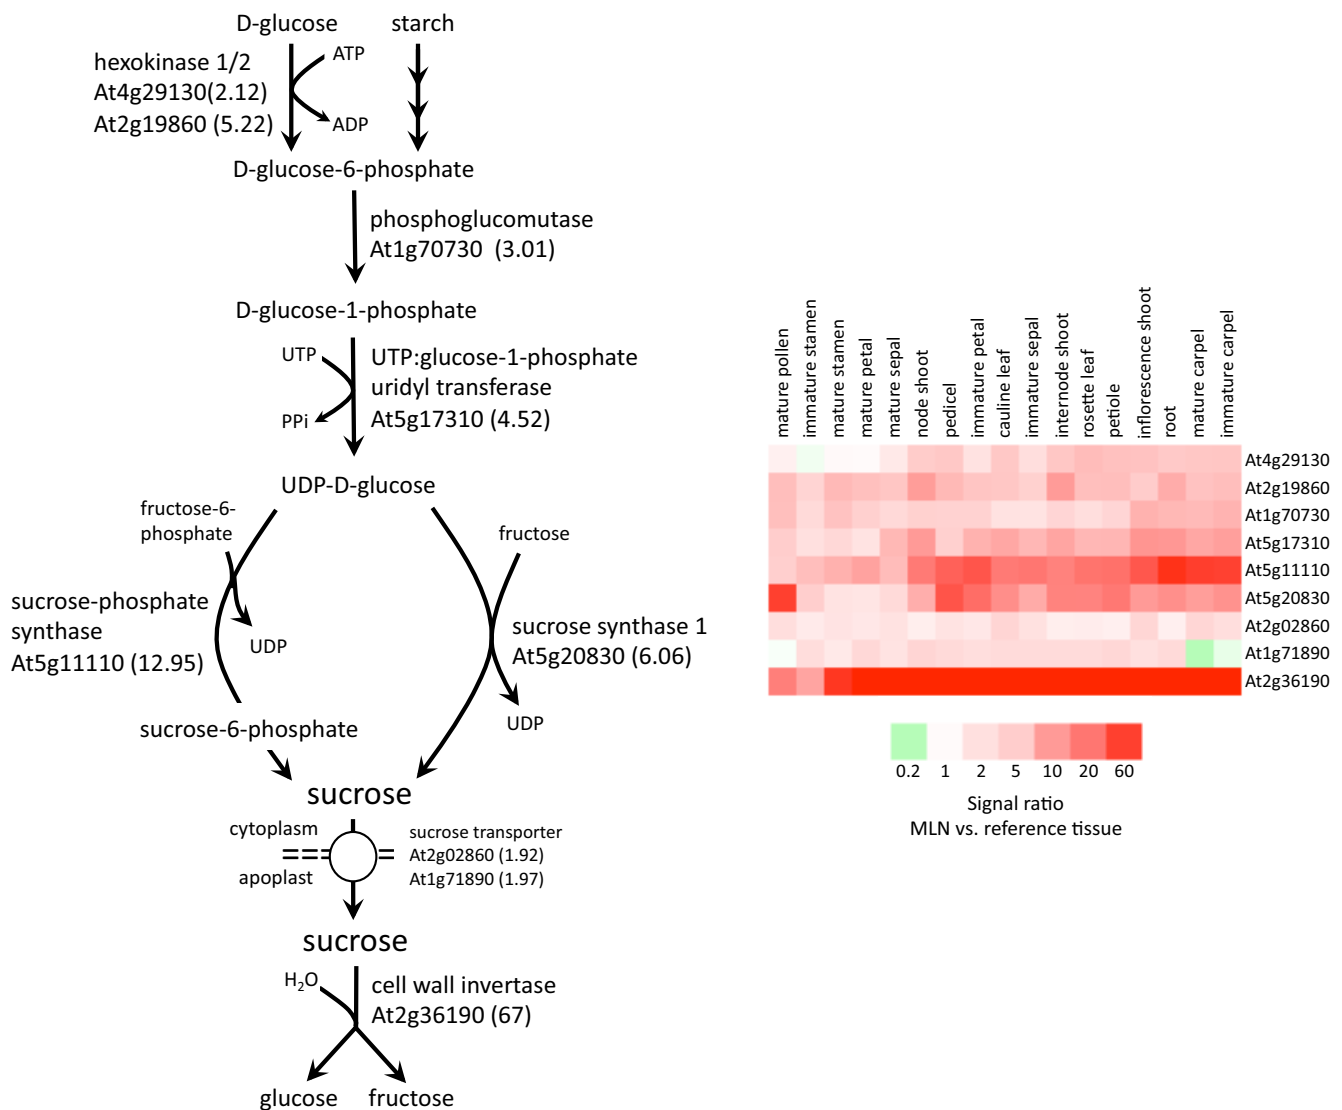 D-glucose
starch
hexokinase 1/2
At4g29130(2.12)
At2g19860 (5.22)
ATP
ADP
D-glucose-6-phosphate
phosphoglucomutase
At1g70730 (3.01)
D-glucose-1-phosphate
UTP
PPi
UTP:glucose-1-phosphate
uridyl transferase
At5g17310 (4.52)
UDP-D-glucose
fructose-6-
phosphate
fructose
sucrose-phosphate
synthase
At5g11110 (12.95)
UDP
sucrose synthase 1
At5g20830 (6.06)
UDP
sucrose-6-phosphate
sucrose
cytoplasm
apoplast
sucrose transporter
At2g02860 (1.92)
At1g71890 (1.97)
sucrose
H₂O
cell wall invertase
At2g36190 (67)
glucose
fructose
mature pollen
immature stamen
mature stamen
mature petal
mature sepal
node shoot
pedicel
immature petal
cauline leaf
immature sepal
internode shoot
rosette leaf
petiole
inflorescence shoot
root
mature carpel
immature carpel
At4g29130
At2g19860
At1g70730
At5g17310
At5g11110
At5g20830
At2g02860
At1g71890
At2g36190
0.2 1 2 5 10 20 60
Signal ratio
MLN vs. reference tissue